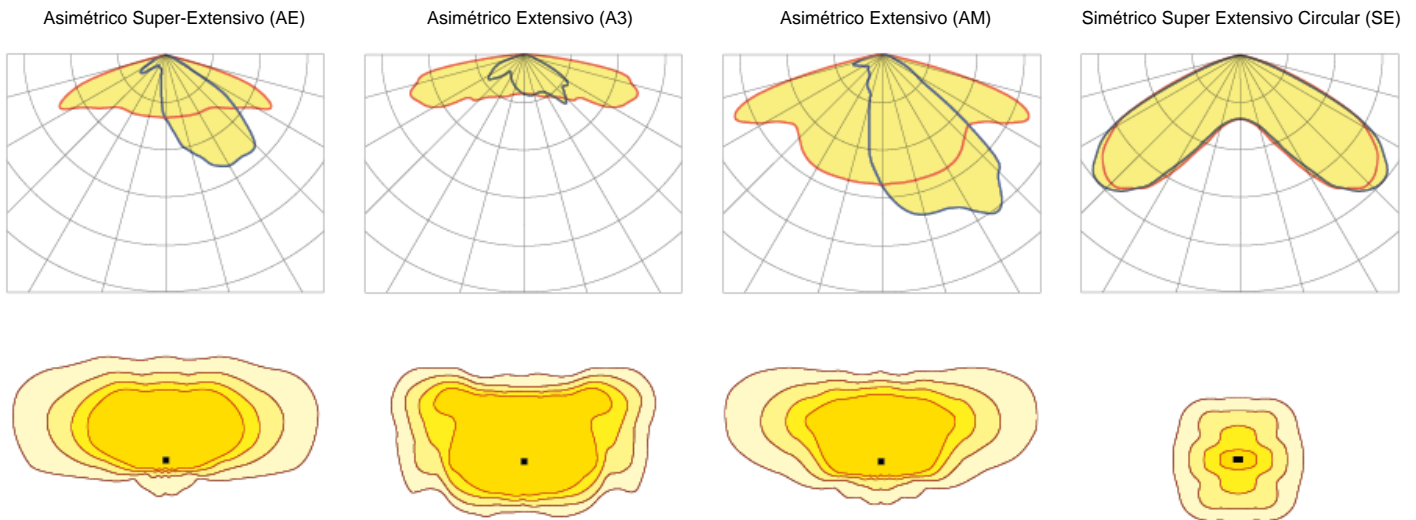 Asimétrico Super-Extensivo (AE)
Asimétrico Extensivo (A3)
Asimétrico Extensivo (AM)
Simétrico Super Extensivo Circular (SE)